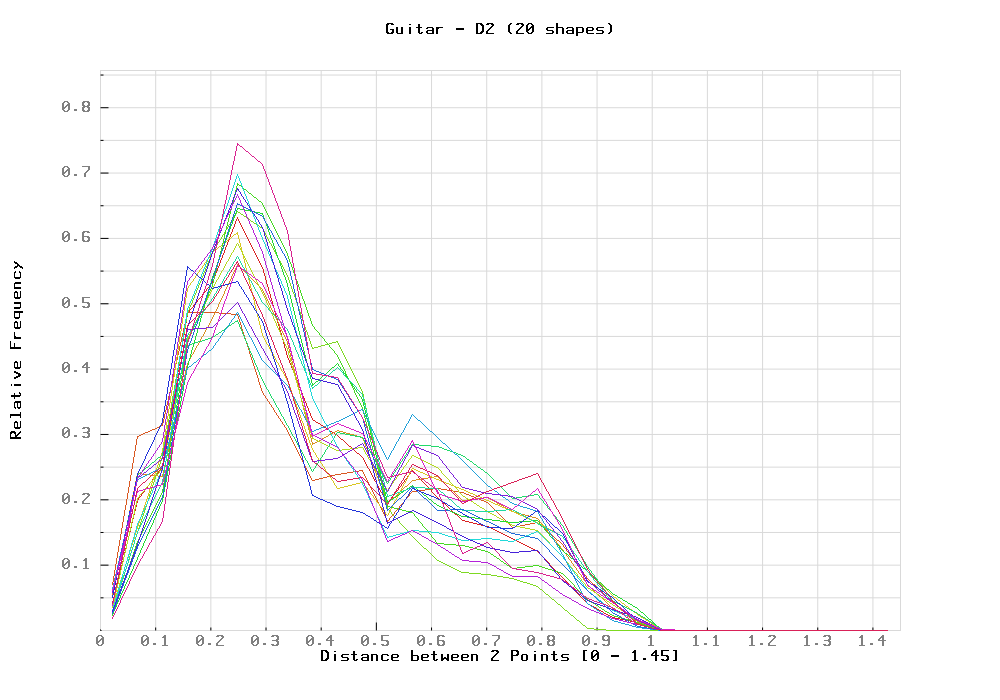 Guitar - D2 (20 shapes)
0.8
0.7
0.6
0.5
0.4
0.3
0.2
0.1
Relative Frequency
0 0.1 0.2 0.3 0.4 0.5 0.6 0.7 0.8 0.9 1 1.1 1.2 1.3 1.4
Distance between 2 Points [0 - 1.45]